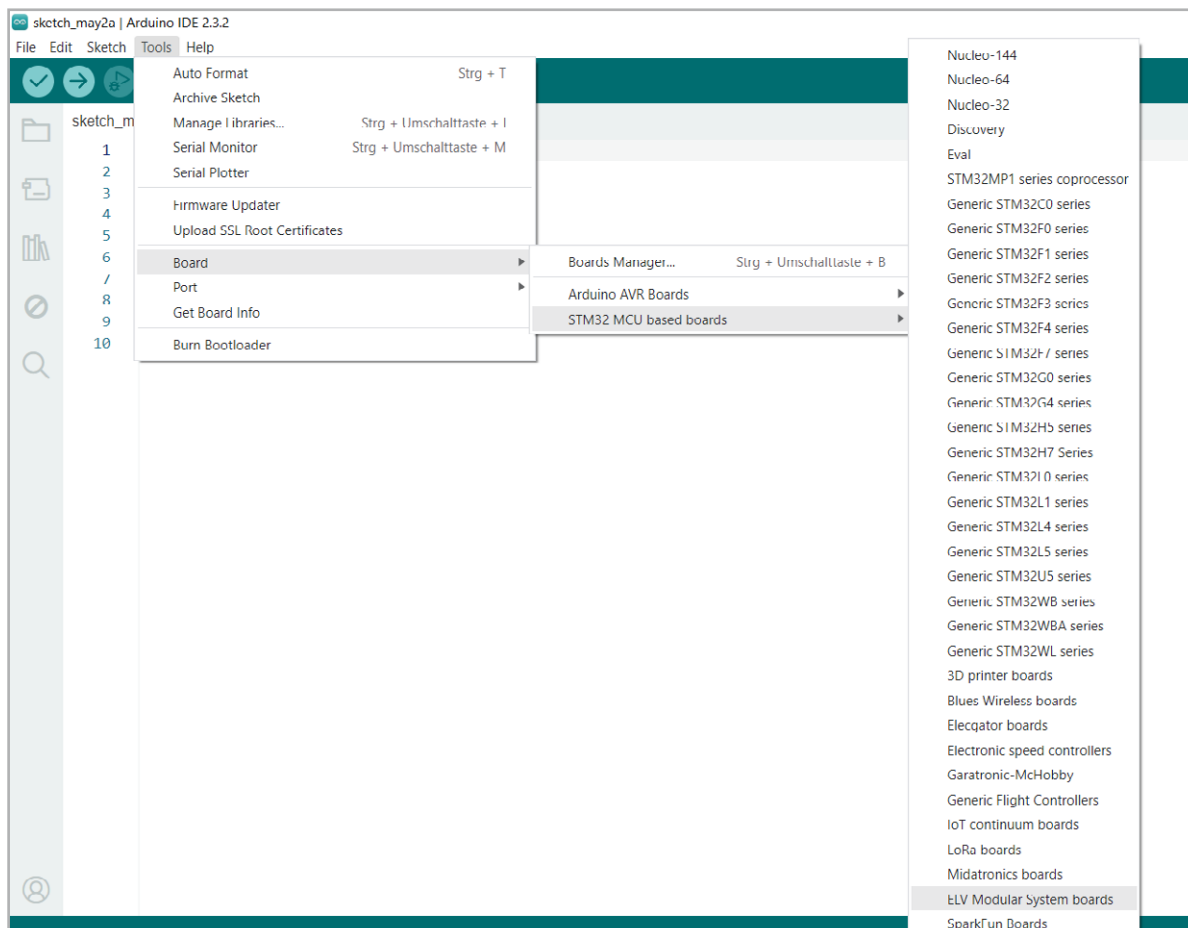 sketch_may2a | Arduino IDE 2.3.2
File Edit Sketch Tools Help
sketch_m
1
2
3
4
5
6
7
8
9
10
Auto Format Strg + T
Archive Sketch
Manage Libraries... Strg + Umschalttaste + I
Serial Monitor Strg + Umschalttaste + M
Serial Plotter
Firmware Updater
Upload SSL Root Certificates
Board
Port
Get Board Info
Burn Bootloader
Boards Manager... Strg + Umschalttaste + B
Arduino AVR Boards
STM32 MCU based boards
Nucleo-144
Nucleo-64
Nucleo-32
Discovery
Eval
STM32MP1 series coprocessor
Generic STM32C0 series
Generic STM32F0 series
Generic STM32F1 series
Generic STM32F2 series
Generic STM32F3 series
Generic STM32F4 series
Generic STM32F7 series
Generic STM32G0 series
Generic STM32G4 series
Generic STM32H5 series
Generic STM32H7 Series
Generic STM32L0 series
Generic STM32L1 series
Generic STM32L4 series
Generic STM32L5 series
Generic STM32U5 series
Generic STM32WB series
Generic STM32WBA series
Generic STM32WL series
3D printer boards
Blues Wireless boards
Elecgator boards
Electronic speed controllers
Garatronic-McHobby
Generic Flight Controllers
IoT continuum boards
LoRa boards
Midatronics boards
ELV Modular System boards
SparkFun Boards